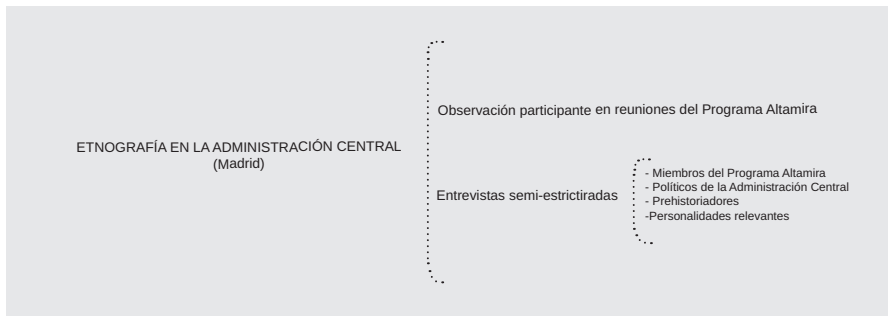 ETNOGRAFÍA EN LA ADMINISTRACIÓN CENTRAL
(Madrid)
Observación participante en reuniones del Programa Altamira
Entrevistas semi-estrictiradas
- Miembros del Programa Altamira
- Políticos de la Administración Central
- Prehistoriadores
-Personalidades relevantes